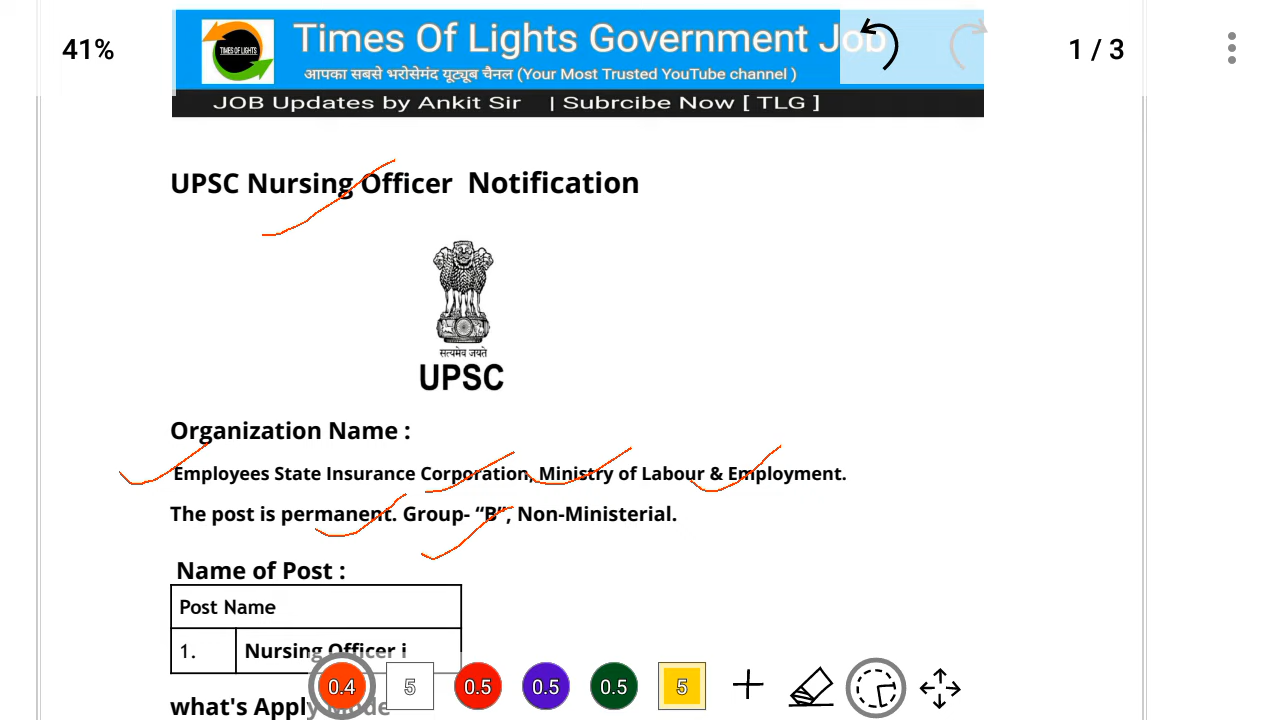 41%
Times Of Lights Government Job
1 / 3
TIMES OF LIGHTS
आपका सबसे भरोसेमंद यूट्यूब चैनल (Your Most Trusted YouTube channel )
JOB Updates by Ankit Sir | Subrcibe Now [ TLG ]
UPSC Nursing Officer Notification
सत्यमेव जयते
UPSC
Organization Name :
Employees State Insurance Corporation, Ministry of Labour & Employment.
The post is permanent. Group- “B”, Non-Ministerial.
Name of Post :
Post Name
1. Nursing Officer i
0.4 5 0.5 0.5 0.5 5
what's Apply Mode